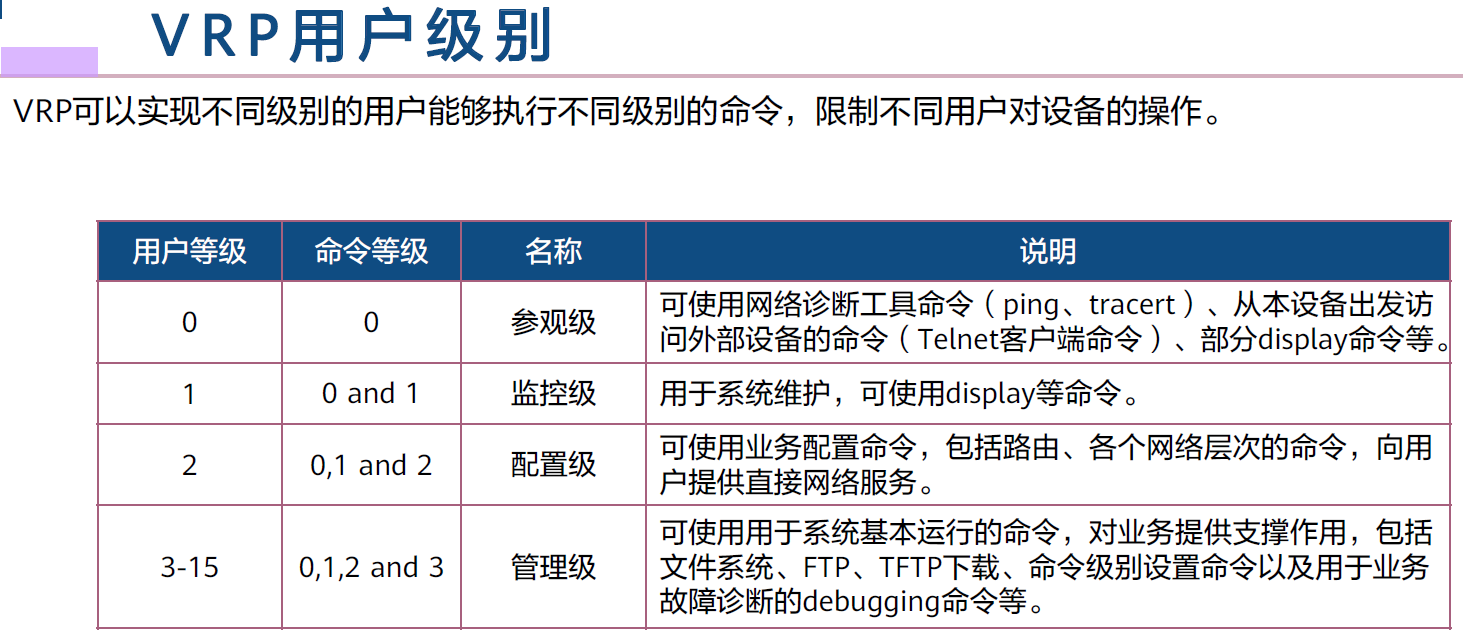 VRP用户级别
VRP可以实现不同级别的用户能够执行不同级别的命令，限制不同用户对设备的操作。
用户等级 命令等级 名称 说明
0 0 参观级 可使用网络诊断工具命令（ping、tracert）、从本设备出发访
问外部设备的命令（Telnet客户端命令）、部分display命令等。
1 0 and 1 监控级 用于系统维护，可使用display等命令。
2 0,1 and 2 配置级 可使用业务配置命令，包括路由、各个网络层次的命令，向用
户提供直接网络服务。
3-15 0,1,2 and 3 管理级 可使用用于系统基本运行的命令，对业务提供支撑作用，包括
文件系统、FTP、TFTP下载、命令级别设置命令以及用于业务
故障诊断的debugging命令等。